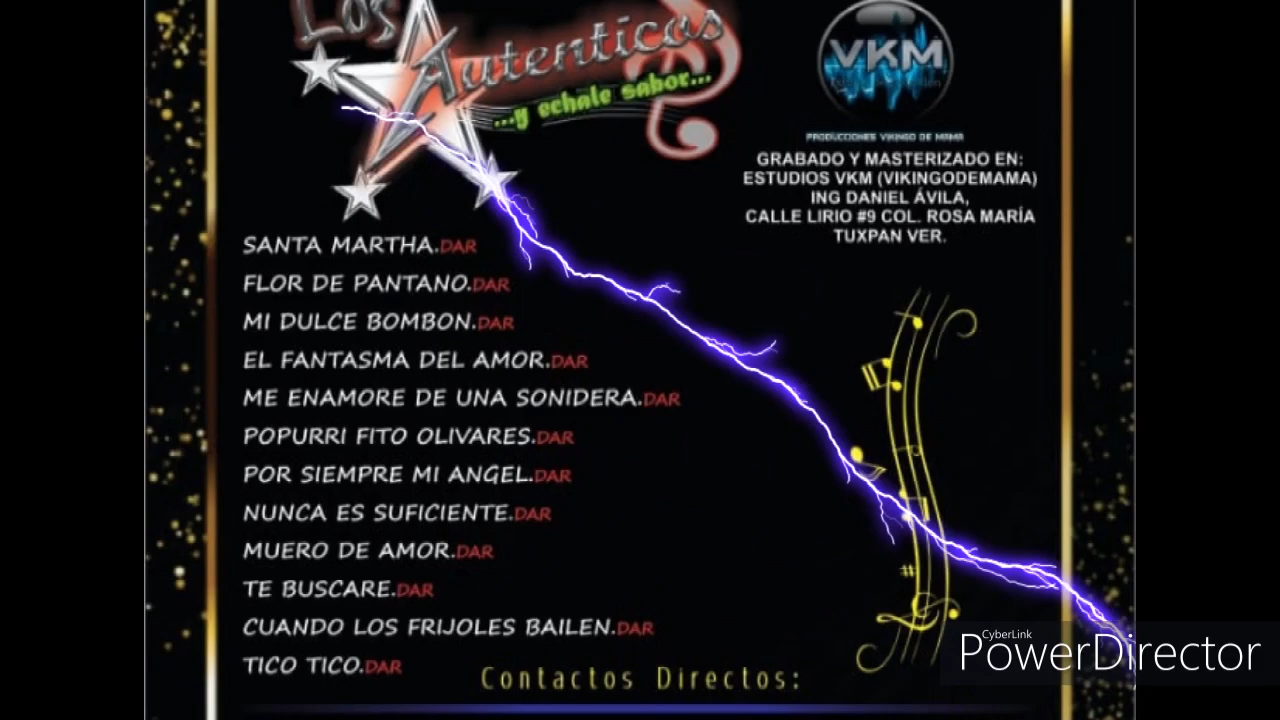 Los
Autenticos
...y echale sabor...
VKM
PRODUCCIONES VIKINGO DE MAMA
GRABADO Y MASTERIZADO EN:
ESTUDIOS VKM (VIKINGODEMAMA)
ING DANIEL ÁVILA,
CALLE LIRIO #9 COL. ROSA MARÍA
TUXPAN VER.
SANTA MARTHA.DAR
FLOR DE PANTANO.DAR
MI DULCE BOMBON.DAR
EL FANTASMA DEL AMOR.DAR
ME ENAMORE DE UNA SONIDERA.DAR
POPURRI FITO OLIVARES.DAR
POR SIEMPRE MI ANGEL.DAR
NUNCA ES SUFICIENTE.DAR
MUERO DE AMOR.DAR
TE BUSCARE.DAR
CUANDO LOS FRIJOLES BAILEN.DAR
TICO TICO.DAR
Contactos Directos:
CyberLink
PowerDirector